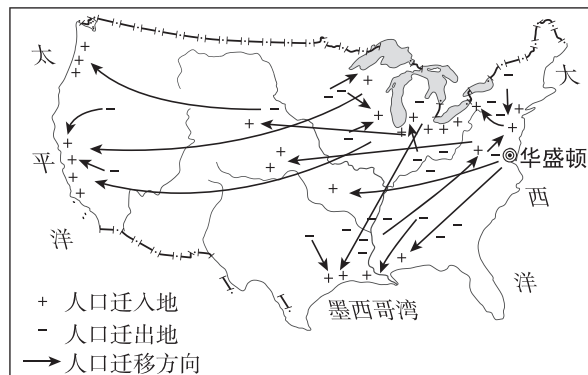 太
平
洋
大
西
洋
华盛顿
墨西哥湾
+ 人口迁入地
- 人口迁出地
人口迁移方向